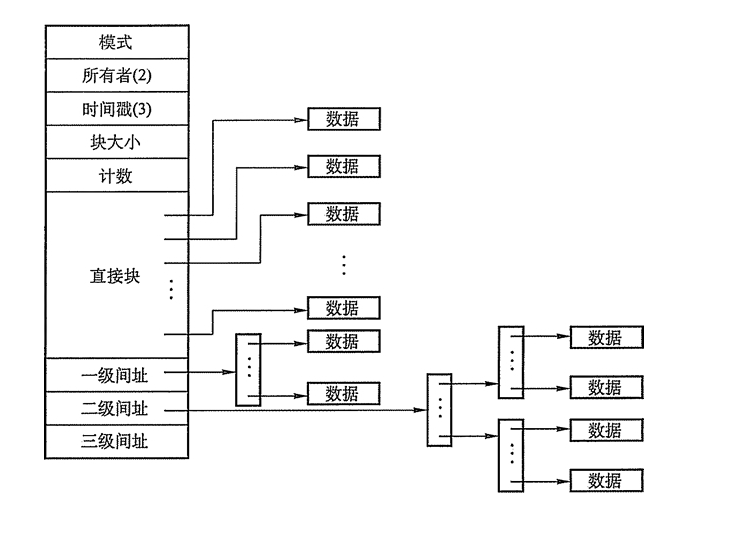 模式
所有者(2)
时间戳(3)
块大小
计数
直接块
一级间址
二级间址
三级间址
数据
数据
数据
数据
数据
数据
数据
数据
数据
数据